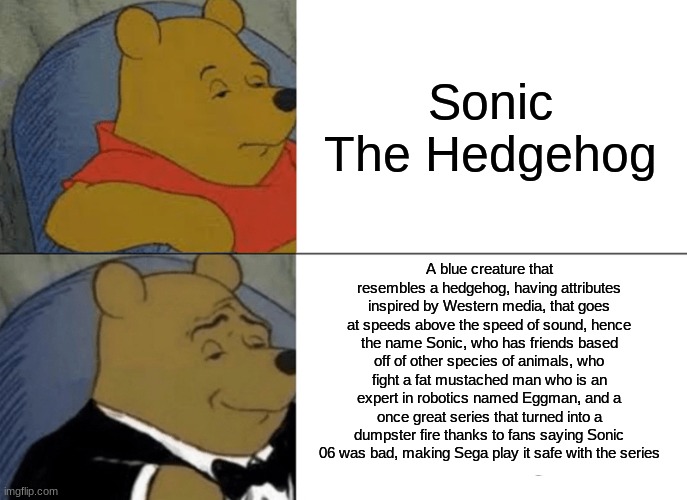 Sonic
The Hedgehog
A blue creature that
resembles a hedgehog, having attributes
inspired by Western media, that goes
at speeds above the speed of sound, hence
the name Sonic, who has friends based
off of other species of animals, who
fight a fat mustached man who is an
expert in robotics named Eggman, and a
once great series that turned into a
dumpster fire thanks to fans saying Sonic
06 was bad, making Sega play it safe with the series
imgflip.com